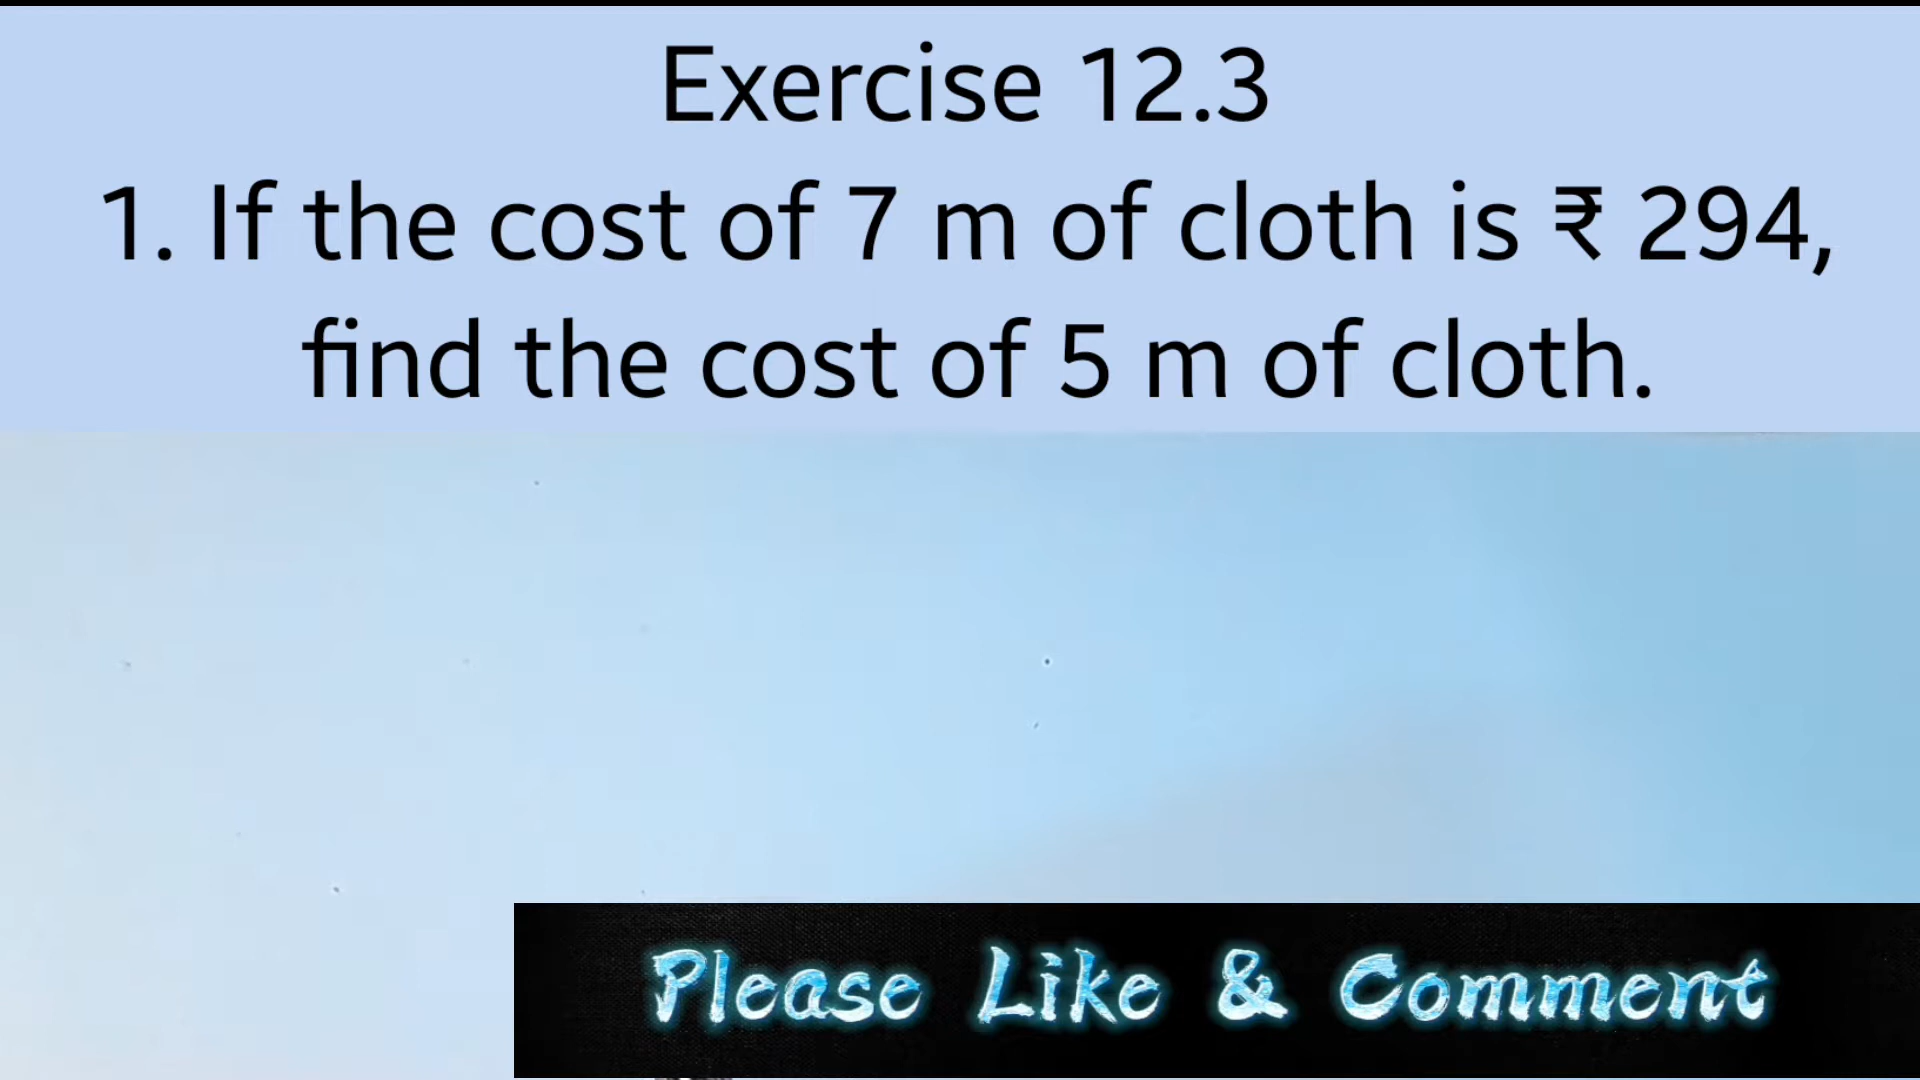 Exercise 12.3
1. If the cost of 7 m of cloth is ₹ 294,
find the cost of 5 m of cloth.
Please Like & Comment